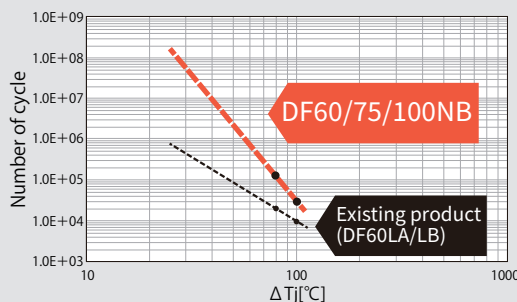 Number of cycle
1.0E+09
1.0E+08
1.0E+07
1.0E+06
1.0E+05
1.0E+04
1.0E+03
DF60/75/100NB
Existing product
(DF60LA/LB)
10
100
1000
ΔTj[℃]